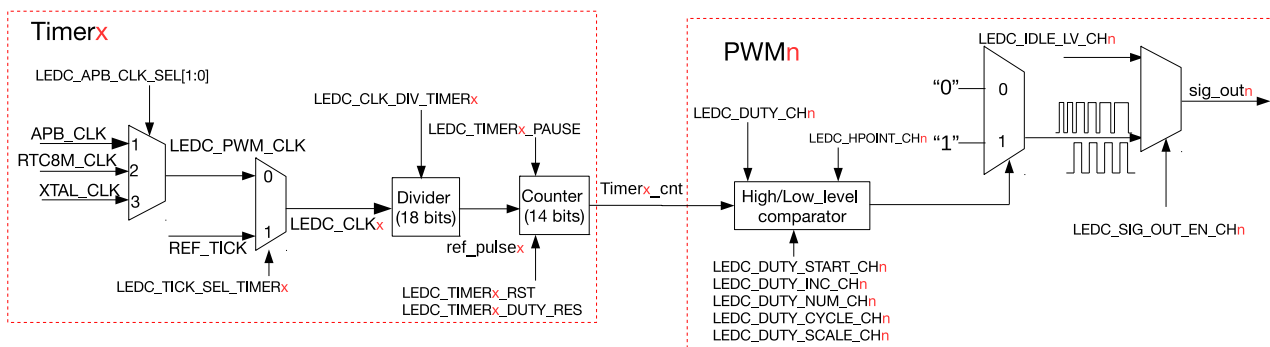 Timerx
LEDC_APB_CLK_SEL[1:0]
APB_CLK
RTC8M_CLK
XTAL_CLK
1
2
3
LEDC_PWM_CLK
0
1
REF_TICK
LEDC_TICK_SEL_TIMERx
LEDC_CLKx
LEDC_CLK_DIV_TIMERx
LEDC_TIMERx_PAUSE
Divider
(18 bits)
ref_pulsex
Counter
(14 bits)
LEDC_TIMERx_RST
LEDC_TIMERx_DUTY_RES
Timerx_cnt
PWMn
LEDC_DUTY_CHn
LEDC_HPOINT_CHn
High/Low_level
comparator
LEDC_DUTY_START_CHn
LEDC_DUTY_INC_CHn
LEDC_DUTY_NUM_CHn
LEDC_DUTY_CYCLE_CHn
LEDC_DUTY_SCALE_CHn
“0”
“1”
0
1
LEDC_IDLE_LV_CHn
sig_outn
LEDC_SIG_OUT_EN_CHn